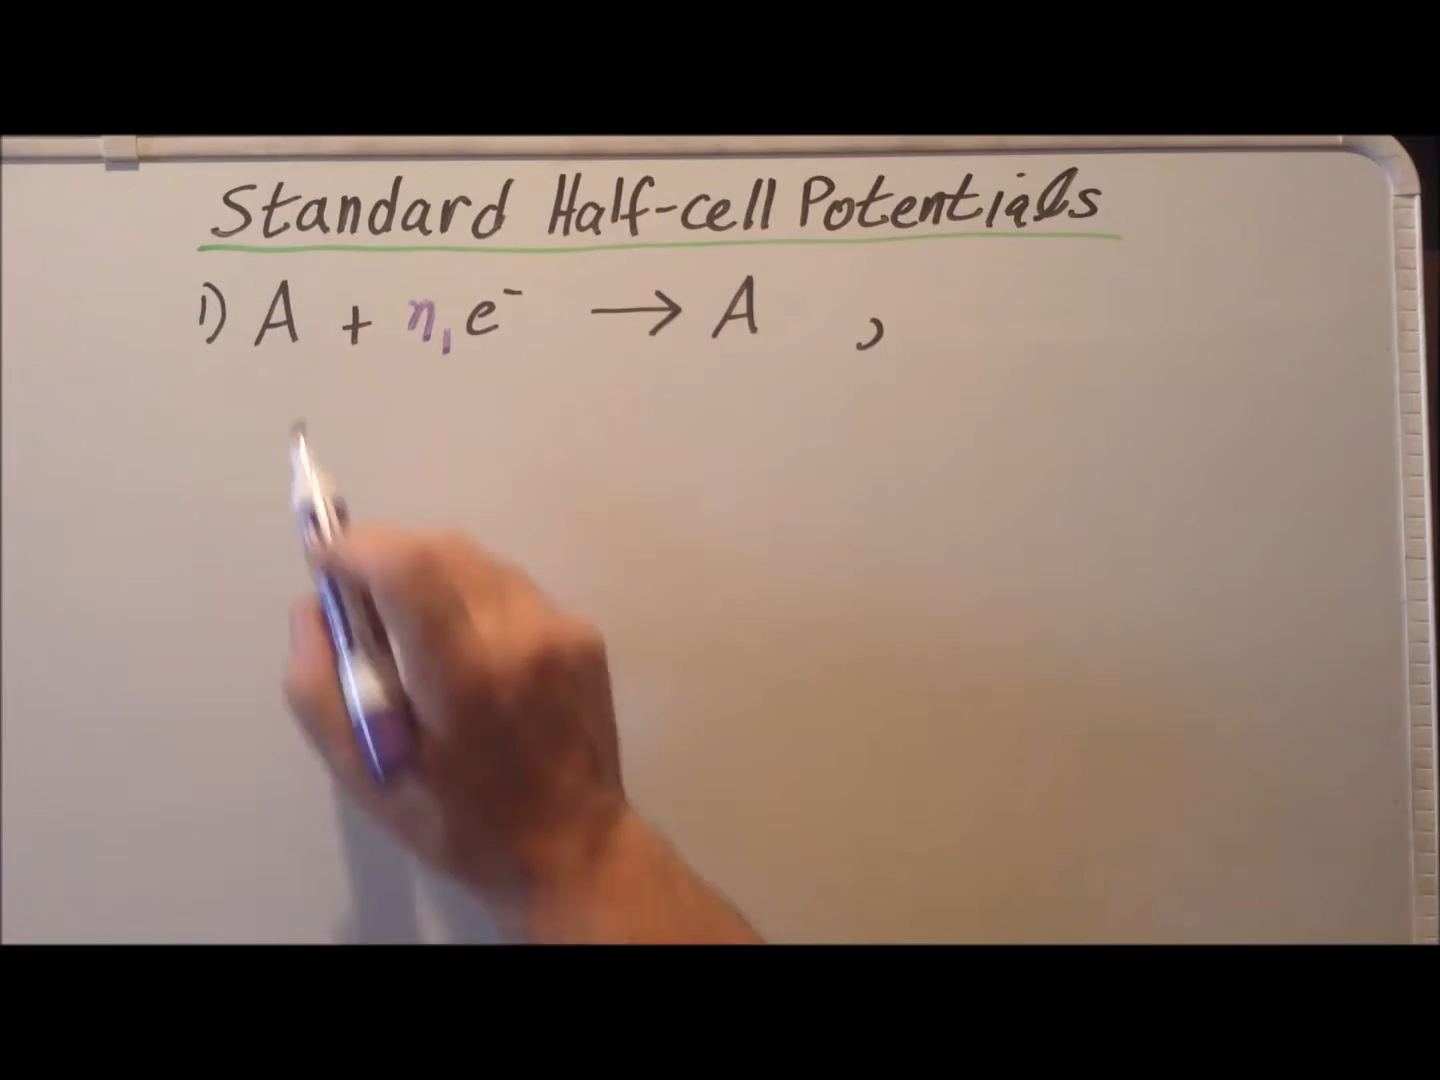 Standard Half-cell Potentials
1) A + n₁e⁻ → A ,